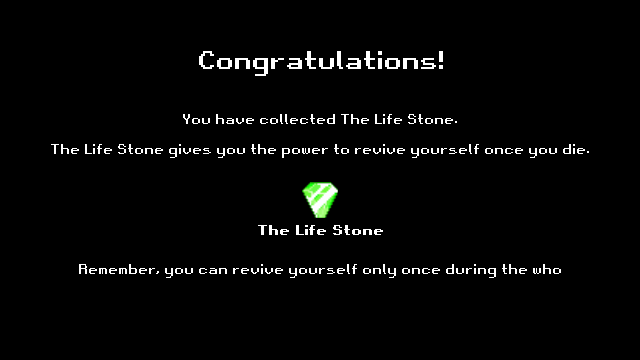 Congratulations!
You have collected The Life Stone.
The Life Stone gives you the power to revive yourself once you die.
The Life Stone
Remember, you can revive yourself only once during the who